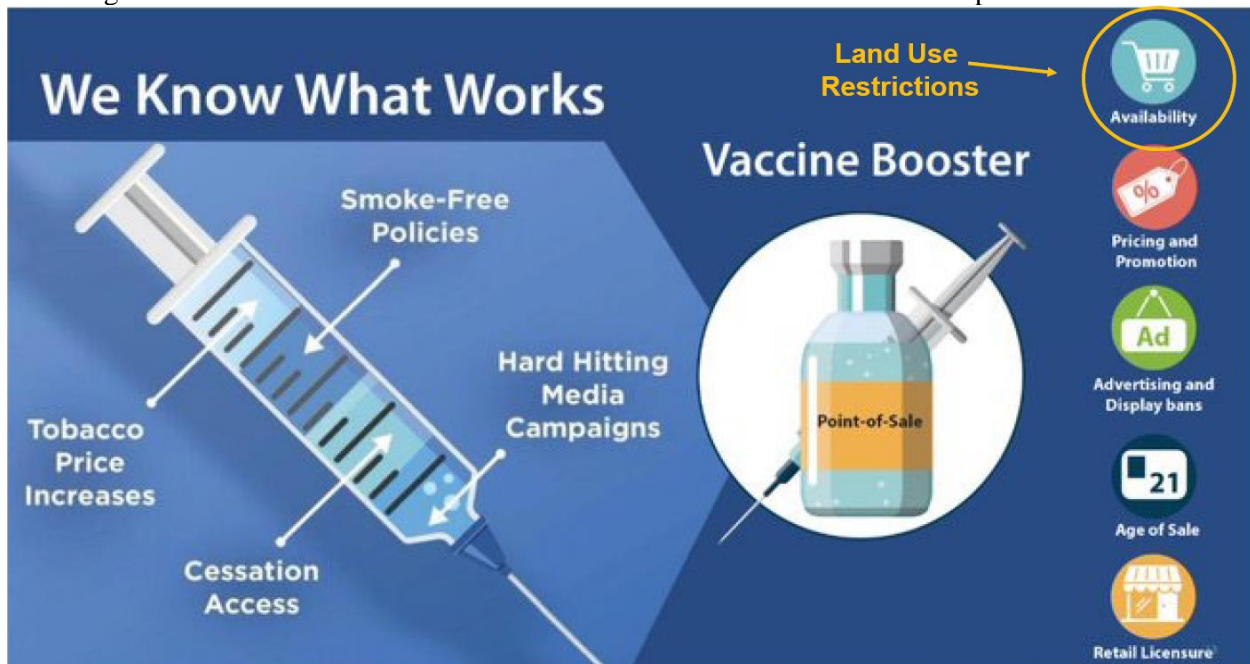 We Know What Works
Smoke-Free
Policies
Hard Hitting
Media
Campaigns
Tobacco
Price
Increases
Cessation
Access
Vaccine Booster
Point-of-Sale
Land Use
Restrictions
Availability
%
Pricing and
Promotion
Ad
Advertising and
Display bans
21
Age of Sale
Retail Licensure